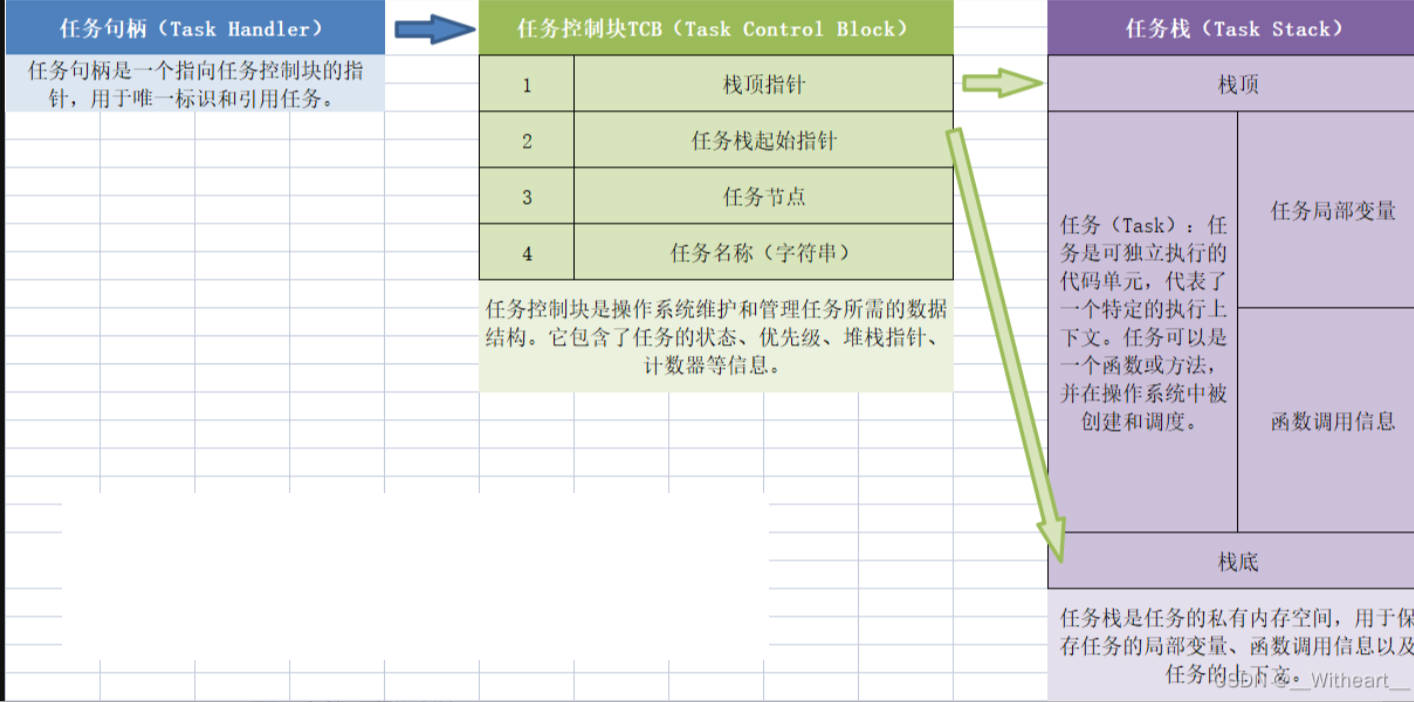 任务句柄（Task Handler）
任务句柄是一个指向任务控制块的指
针，用于唯一标识和引用任务。
任务控制块TCB（Task Control Block）
1 栈顶指针
2 任务栈起始指针
3 任务节点
4 任务名称（字符串）
任务控制块是操作系统维护和管理任务所需的数据
结构。它包含了任务的状态、优先级、堆栈指针、
计数器等信息。
任务栈（Task Stack）
栈顶
任务（Task）：任
务是可独立执行的
代码单元，代表了
一个特定的执行上
下文。任务可以是
一个函数或方法，
并在操作系统中被
创建和调度。
任务局部变量
函数调用信息
栈底
任务栈是任务的私有内存空间，用于保
存任务的局部变量、函数调用信息以及
任务的上下文。
CSDN @__Witheart__